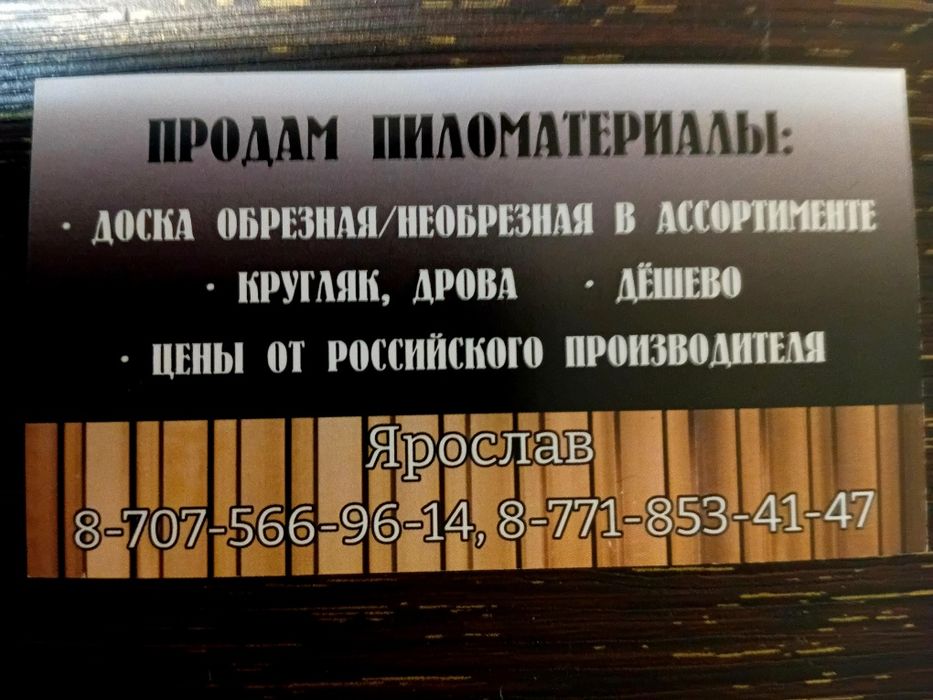 ПРОДАМ ПИЛОМАТЕРИАЛЫ:
· ДОСКА ОБРЕЗНАЯ/НЕОБРЕЗНАЯ В АССОРТИМЕНТЕ
· КРУГЛЯК, ДРОВА · ДЁШЕВО
· ЦЕНЫ ОТ РОССИЙСКОГО ПРОИЗВОДИТЕЛЯ
Ярослав
8-707-566-96-14, 8-771-853-41-47